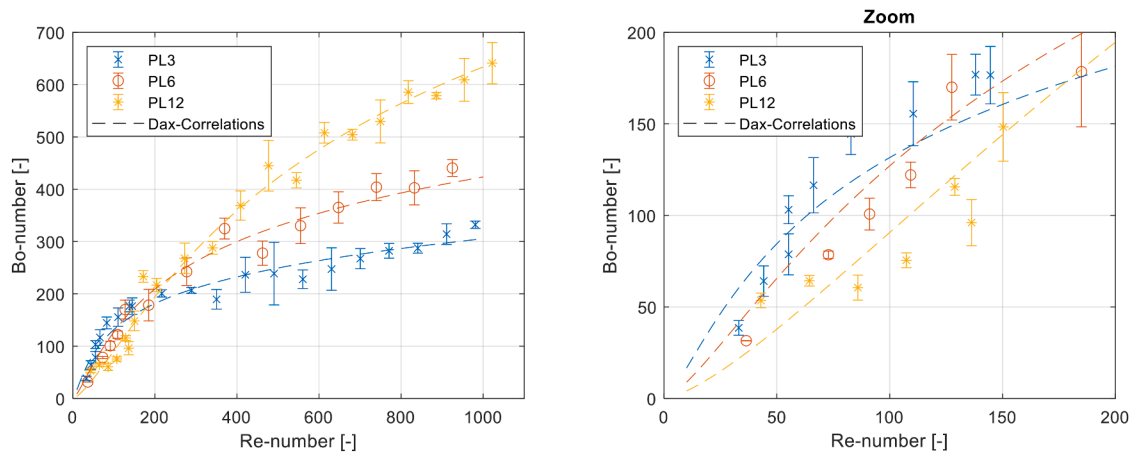 700
600
500
400
300
200
100
0
0 200 400 600 800 1000
Bo-number [-]
Re-number [-]
PL3
PL6
PL12
Dax-Correlations
Zoom
200
150
100
50
0
0 50 100 150 200
Bo-number [-]
Re-number [-]
PL3
PL6
PL12
Dax-Correlations